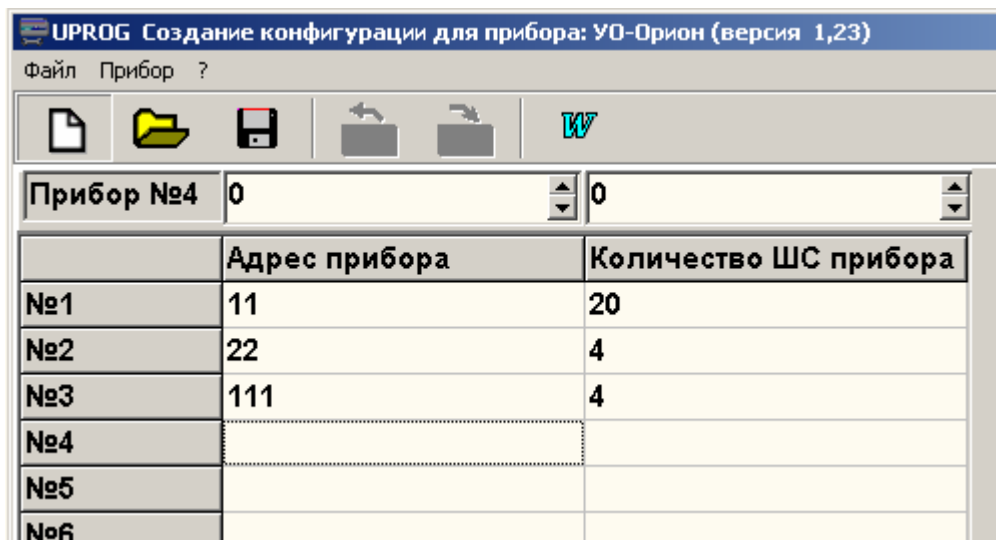 UPROG Создание конфигурации для прибора: УО-Орион (версия 1,23)
Файл Прибор ?
W
Прибор №4 0 0
Адрес прибора Количество ШС прибора
№1 11 20
№2 22 4
№3 111 4
№4
№5
№6